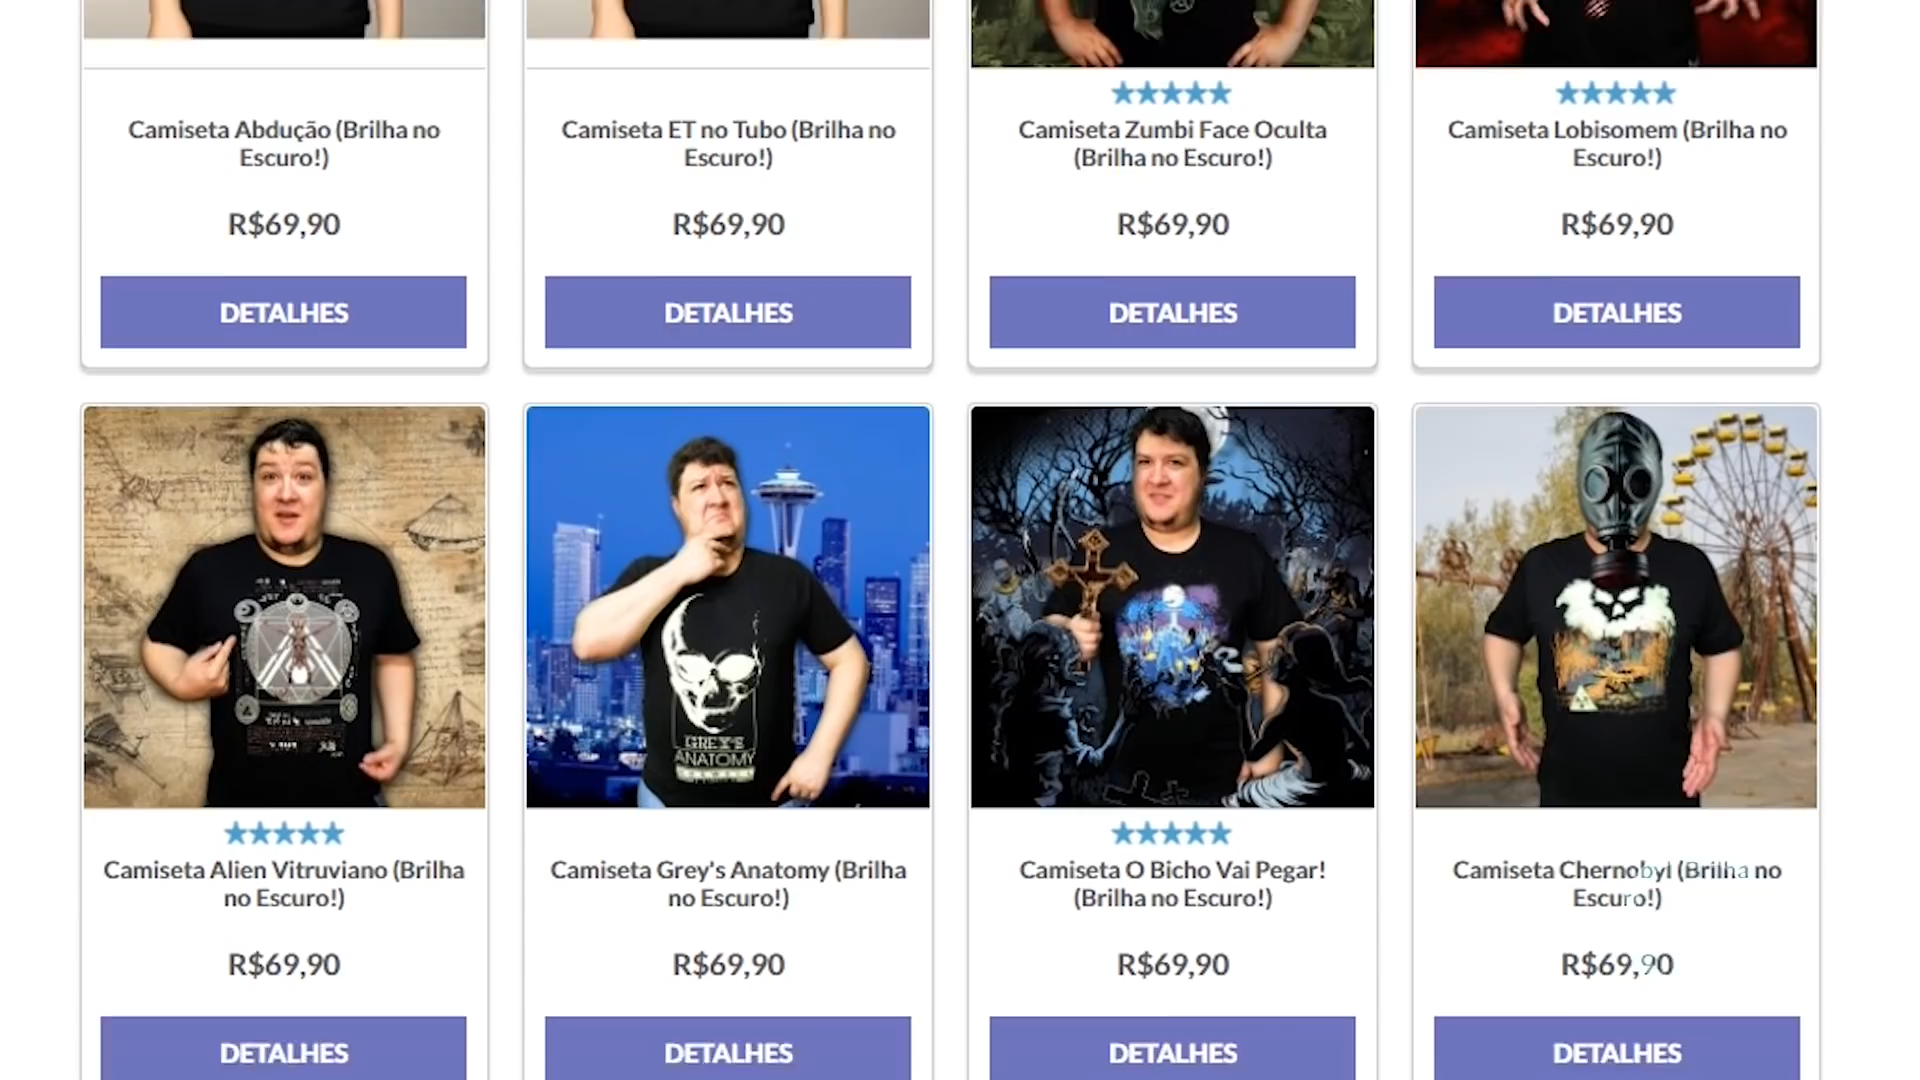 Camiseta Abdução (Brilha no
Escuro!)
R$69,90
DETALHES
Camiseta ET no Tubo (Brilha no
Escuro!)
R$69,90
DETALHES
Camiseta Zumbi Face Oculta
(Brilha no Escuro!)
R$69,90
DETALHES
Camiseta Lobisomem (Brilha no
Escuro!)
R$69,90
DETALHES
Camiseta Alien Vitruviano (Brilha
no Escuro!)
R$69,90
DETALHES
GREY'S
ANATOMY
Camiseta Grey's Anatomy (Brilha
no Escuro!)
R$69,90
DETALHES
Camiseta O Bicho Vai Pegar!
(Brilha no Escuro!)
R$69,90
DETALHES
Camiseta Chernobyl (Brilha no
Escuro!)
R$69,90
DETALHES